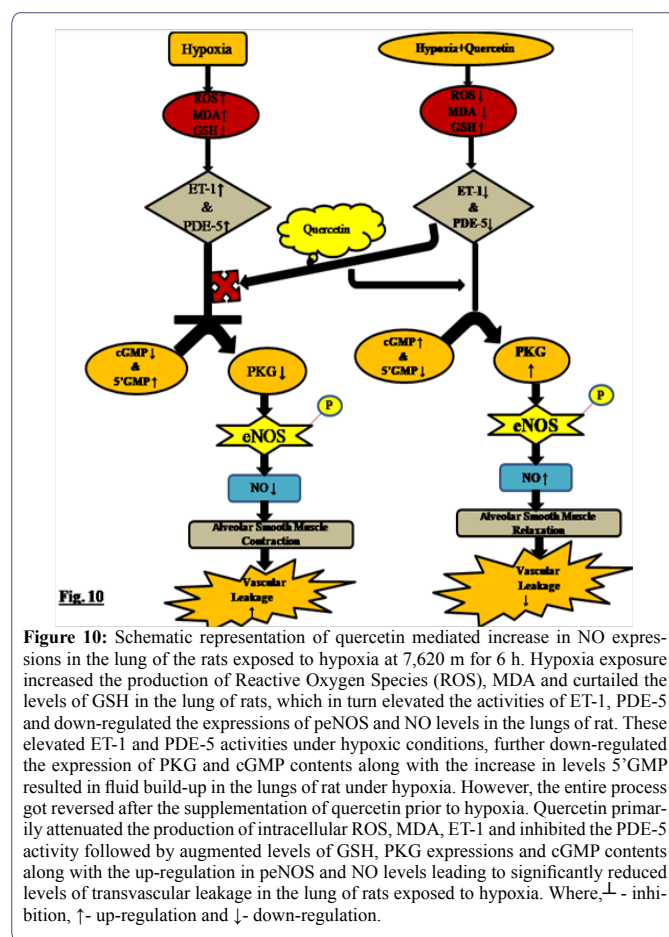 Hypoxia
Hypoxia+Quercetin
ROS↑
MDA↑
GSH↓
ROS↓
MDA ↓
GSH↑
ET-1↑
&
PDE-5↑
Quercetin
ET-1↓
&
PDE-5↓
cGMP↓
&
5'GMP↑
PKG↓
cGMP↑
&
5'GMP↓
PKG
↑
P
eNOS
P
eNOS
NO↓
NO↑
Alveolar Smooth Muscle
Contraction
Alveolar Smooth Muscle
Relaxation
Vascular
Leakage
↑
Vascular
Leakage
↓
Fig. 10
Figure 10: Schematic representation of quercetin mediated increase in NO expres-
sions in the lung of the rats exposed to hypoxia at 7,620 m for 6 h. Hypoxia exposure
increased the production of Reactive Oxygen Species (ROS), MDA and curtailed the
levels of GSH in the lung of rats, which in turn elevated the activities of ET-1, PDE-5
and down-regulated the expressions of peNOS and NO levels in the lungs of rat. These
elevated ET-1 and PDE-5 activities under hypoxic conditions, further down-regulated
the expression of PKG and cGMP contents along with the increase in levels 5'GMP
resulted in fluid build-up in the lungs of rat under hypoxia. However, the entire process
got reversed after the supplementation of quercetin prior to hypoxia. Quercetin primar-
ily attenuated the production of intracellular ROS, MDA, ET-1 and inhibited the PDE-5
activity followed by augmented levels of GSH, PKG expressions and cGMP contents
along with the up-regulation in peNOS and NO levels leading to significantly reduced
levels of transvascular leakage in the lung of rats exposed to hypoxia. Where,┴ - inhi-
bition, ↑- up-regulation and ↓- down-regulation.